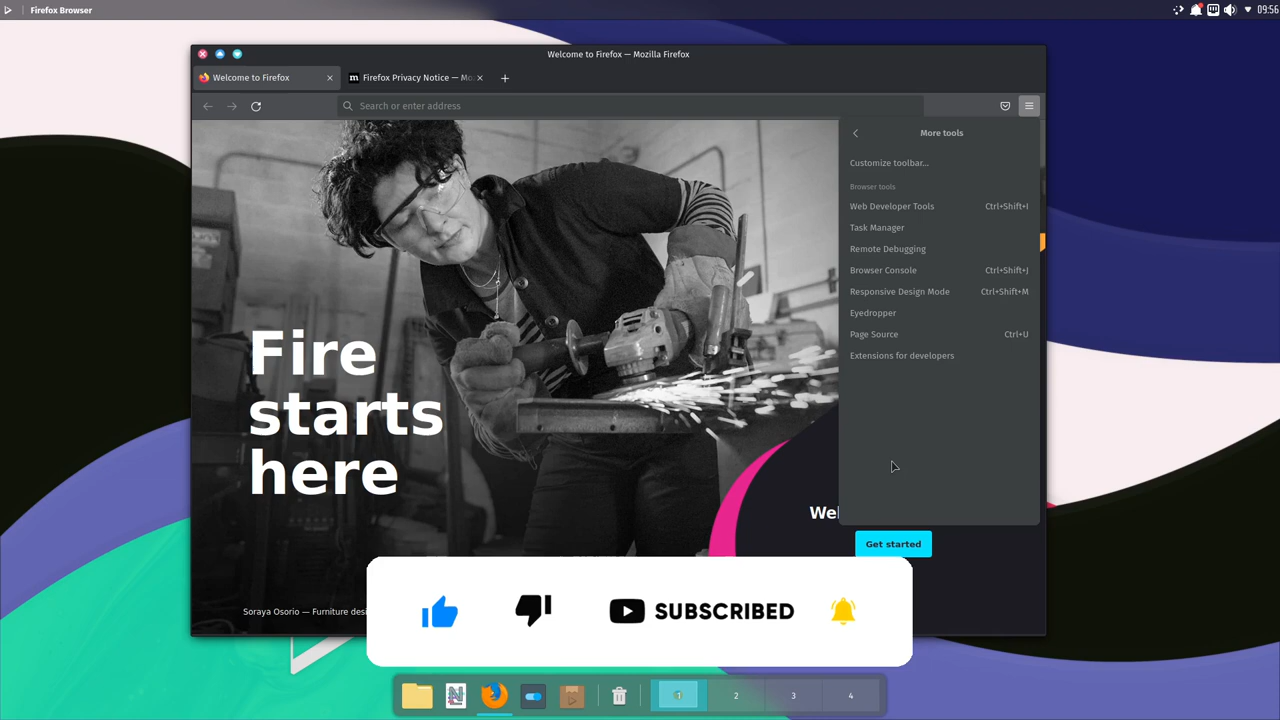 Firefox Browser
09:56
Welcome to Firefox — Mozilla Firefox
Welcome to Firefox
Firefox Privacy Notice — Mo
Search or enter address
More tools
Customize toolbar...
Browser tools
Web Developer Tools Ctrl+Shift+I
Task Manager
Remote Debugging
Browser Console Ctrl+Shift+J
Responsive Design Mode Ctrl+Shift+M
Eyedropper
Page Source Ctrl+U
Extensions for developers
Fire
starts
here
Wel
Get started
Soraya Osorio — Furniture desi
SUBSCRIBED
1 2 3 4